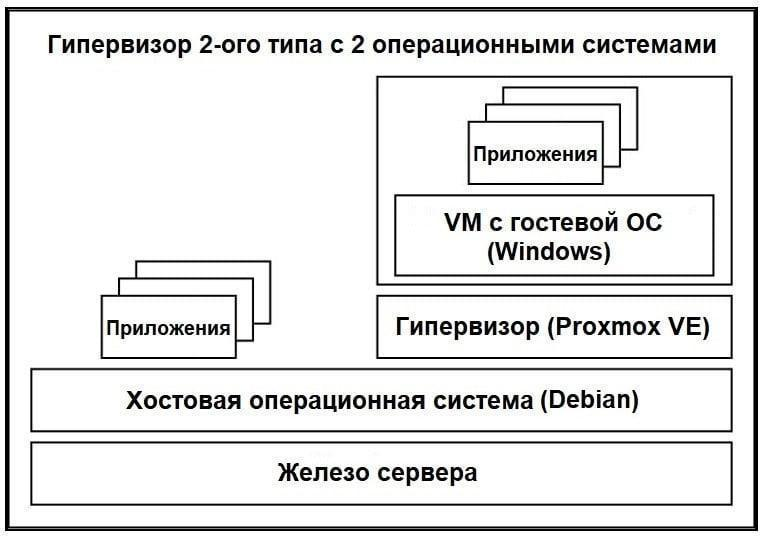 Гипервизор 2-ого типа с 2 операционными системами
Приложения
VM с гостевой ОС
(Windows)
Приложения
Гипервизор (Proxmox VE)
Хостовая операционная система (Debian)
Железо сервера